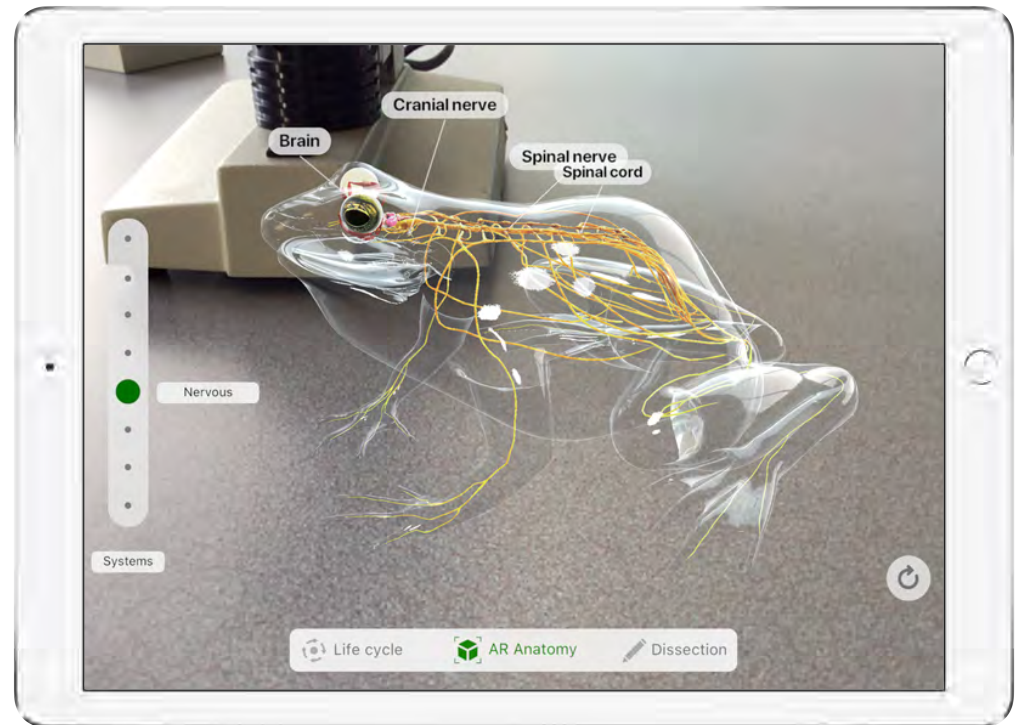 Cranial nerve
Brain
Spinal nerve
Spinal cord
Nervous
Systems
Life cycle
AR Anatomy
Dissection